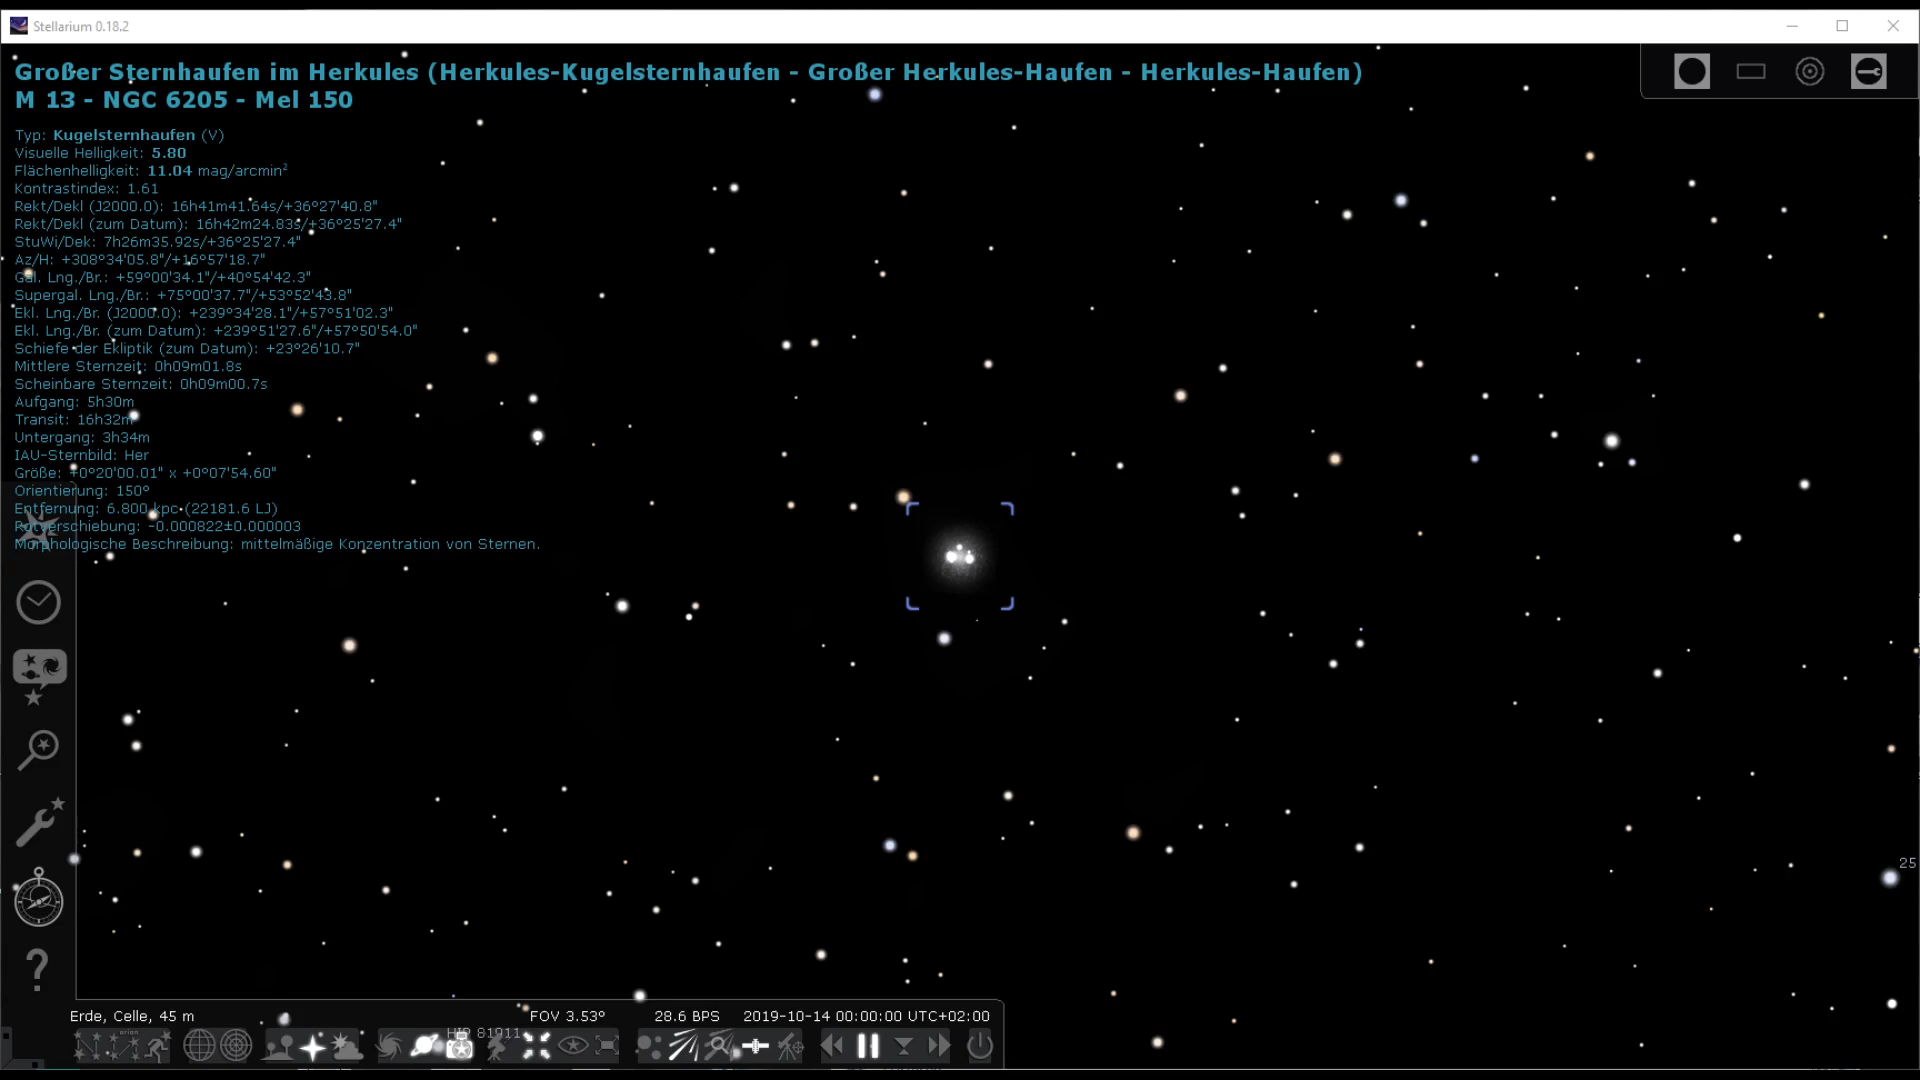 Stellarium 0.18.2
Großer Sternhaufen im Herkules (Herkules-Kugelsternhaufen - Großer Herkules-Haufen - Herkules-Haufen)
M 13 - NGC 6205 - Mel 150
Typ: Kugelsternhaufen (V)
Visuelle Helligkeit: 5.80
Flächenhelligkeit: 11.04 mag/arcmin²
Kontrastindex: 1.61
Rekt/Dekl (J2000.0): 16h41m41.64s/+36°27'40.8"
Rekt/Dekl (zum Datum): 16h42m24.83s/+36°25'27.4"
StuWi/Dek: 7h26m35.92s/+36°25'27.4"
Az/H: +308°34'05.8"/+16°57'18.7"
Gal. Lng./Br.: +59°00'34.1"/+40°54'42.3"
Supergal. Lng./Br.: +75°00'37.7"/+53°52'43.8"
Ekl. Lng./Br. (J2000.0): +239°34'28.1"/+57°51'02.3"
Ekl. Lng./Br. (zum Datum): +239°51'27.6"/+57°50'54.0"
Schiefe der Ekliptik (zum Datum): +23°26'10.7"
Mittlere Sternzeit: 0h09m01.8s
Scheinbare Sternzeit: 0h09m00.7s
Aufgang: 5h30m
Transit: 16h32m
Untergang: 3h34m
IAU-Sternbild: Her
Größe: +0°20'00.01" x +0°07'54.60"
Orientierung: 150°
Entfernung: 6.800 kpc (22181.6 LJ)
Rotverschiebung: -0.000822±0.000003
Morphologische Beschreibung: mittelmäßige Konzentration von Sternen.
25
Erde, Celle, 45 m
FOV 3.53°
28.6 BPS
2019-10-14 00:00:00 UTC+02:00
orion
HIP 81911